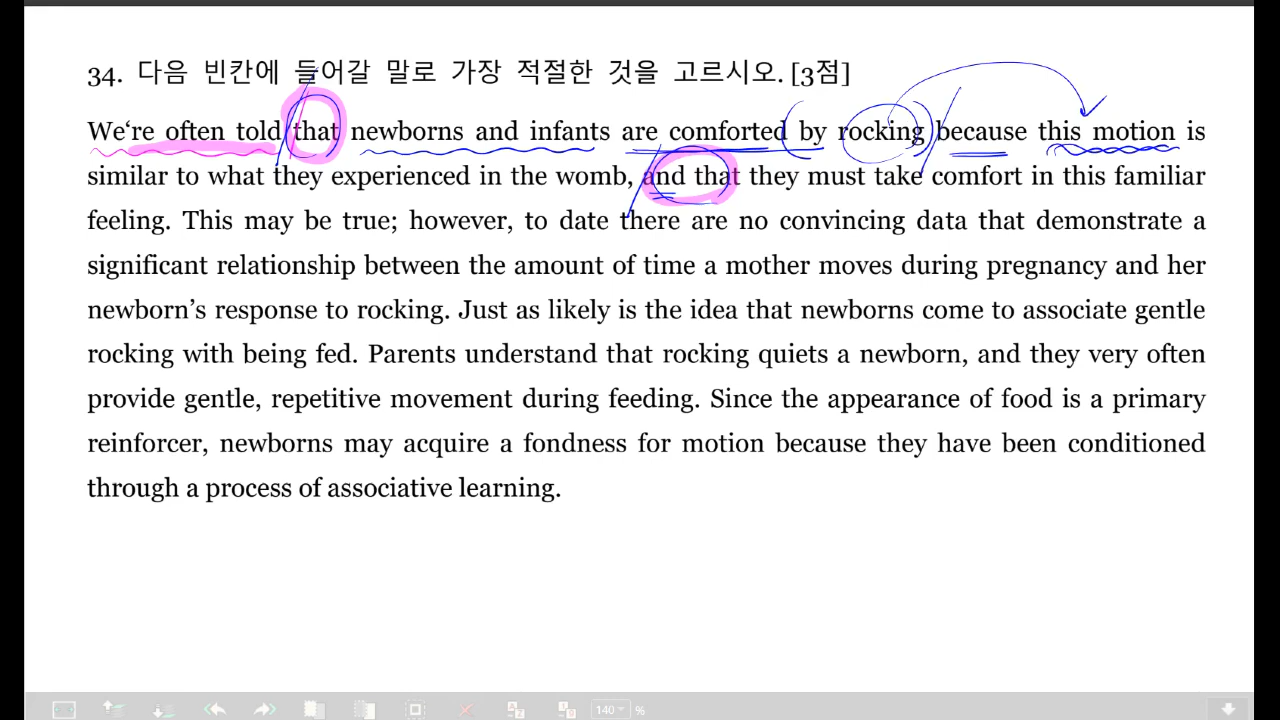 34. 다음 빈칸에 들어갈 말로 가장 적절한 것을 고르시오. [3점]
We‘re often told that newborns and infants are comforted by rocking because this motion is
similar to what they experienced in the womb, and that they must take comfort in this familiar
feeling. This may be true; however, to date there are no convincing data that demonstrate a
significant relationship between the amount of time a mother moves during pregnancy and her
newborn’s response to rocking. Just as likely is the idea that newborns come to associate gentle
rocking with being fed. Parents understand that rocking quiets a newborn, and they very often
provide gentle, repetitive movement during feeding. Since the appearance of food is a primary
reinforcer, newborns may acquire a fondness for motion because they have been conditioned
through a process of associative learning.
140 %